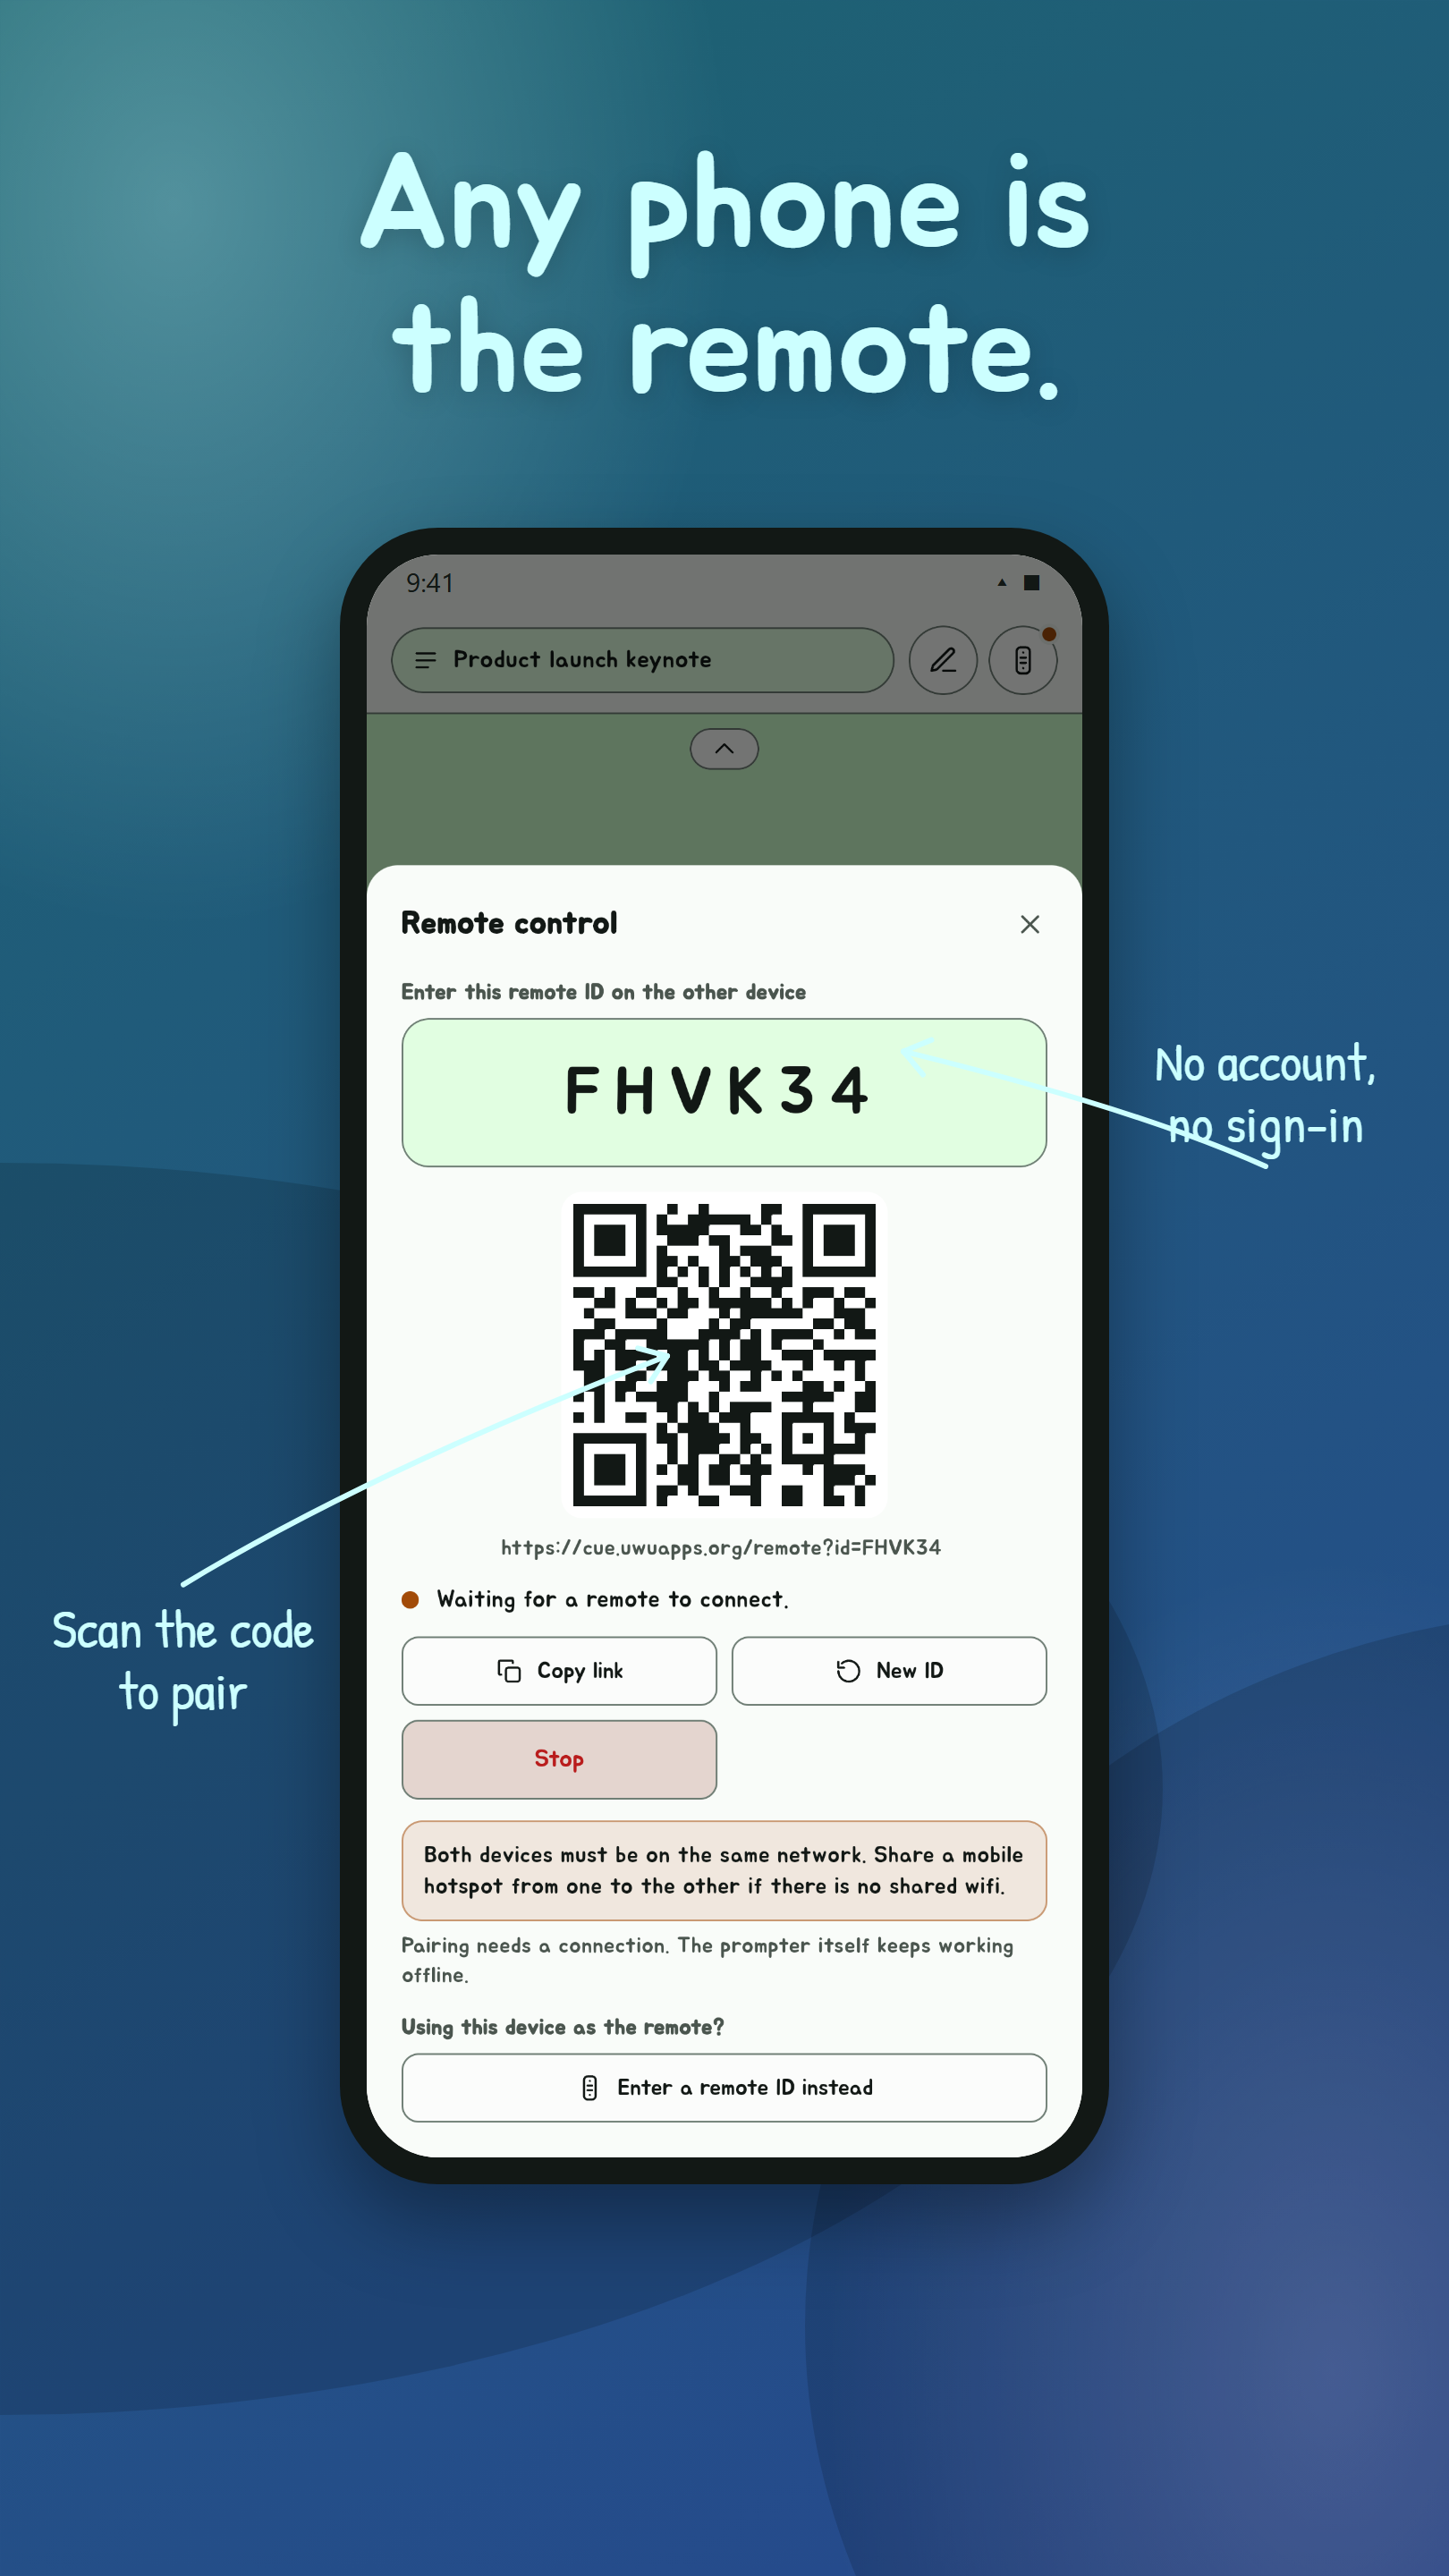 Any phone is
the remote.
9:41
Product launch keynote
Remote control
Enter this remote ID on the other device
FHVK34
No account,
no sign-in
https://cue.uwuapps.org/remote?id=FHVK34
Waiting for a remote to connect.
Scan the code
to pair
Copy link
New ID
Stop
Both devices must be on the same network. Share a mobile
hotspot from one to the other if there is no shared wifi.
Pairing needs a connection. The prompter itself keeps working
offline.
Using this device as the remote?
Enter a remote ID instead